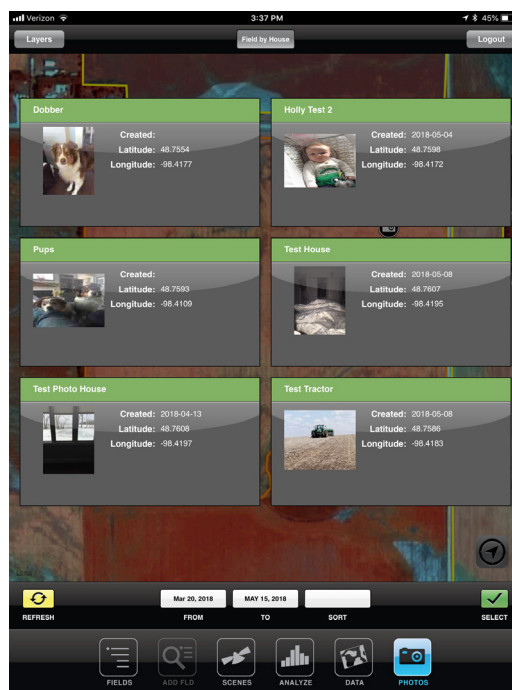 Verizon 3:37 PM 45%
Layers Field by House Logout
Dobber
Created:
Latitude: 48.7554
Longitude: -98.4177
Holly Test 2
Created: 2018-05-04
Latitude: 48.7598
Longitude: -98.4172
Pups
Created:
Latitude: 48.7593
Longitude: -98.4109
Test House
Created: 2018-05-08
Latitude: 48.7607
Longitude: -98.4195
Test Photo House
Created: 2018-04-13
Latitude: 48.7608
Longitude: -98.4197
Test Tractor
Created: 2018-05-08
Latitude: 48.7586
Longitude: -98.4183
Mar 20, 2018 MAY 15, 2018
REFRESH FROM TO SORT SELECT
FIELDS ADD FLD SCENES ANALYZE DATA PHOTOS